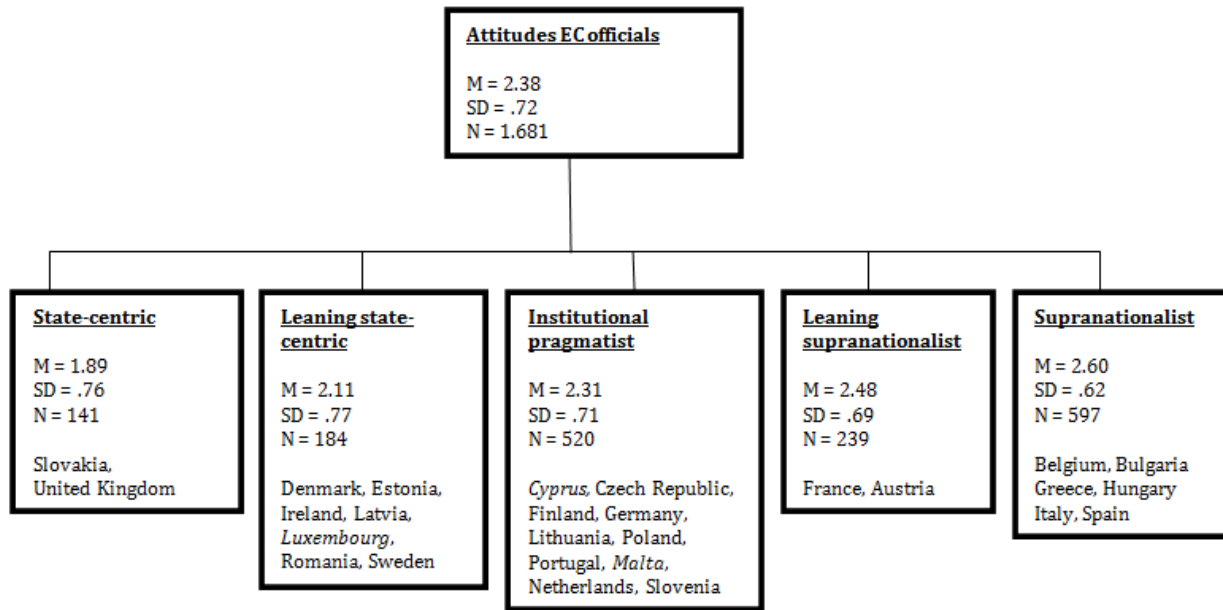 Attitudes EC officials
M = 2.38
SD = .72
N = 1.681
State-centric
M = 1.89
SD = .76
N = 141
Slovakia,
United Kingdom
Leaning state-
centric
M = 2.11
SD = .77
N = 184
Denmark, Estonia,
Ireland, Latvia,
Luxembourg,
Romania, Sweden
Institutional
pragmatist
M = 2.31
SD = .71
N = 520
Cyprus, Czech Republic,
Finland, Germany,
Lithuania, Poland,
Portugal, Malta,
Netherlands, Slovenia
Leaning
supranationalist
M = 2.48
SD = .69
N = 239
France, Austria
Supranationalist
M = 2.60
SD = .62
N = 597
Belgium, Bulgaria
Greece, Hungary
Italy, Spain